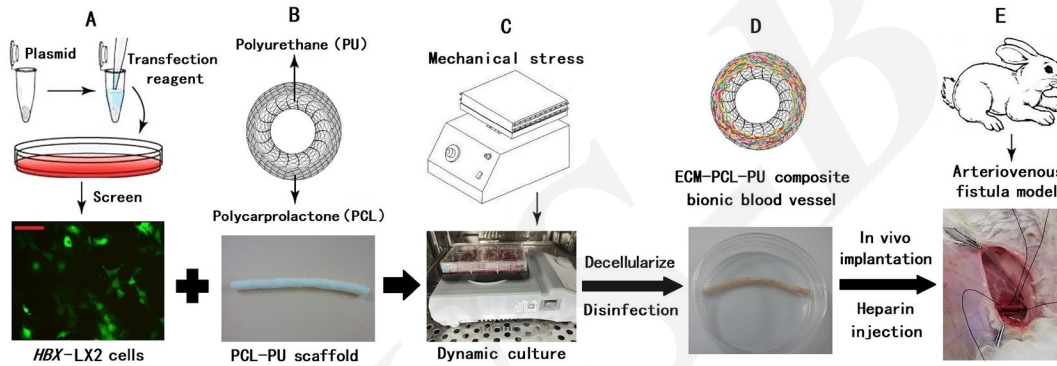 A
Plasmid
Transfection
reagent
Screen
HBX-LX2 cells
B
Polyurethane (PU)
Polycarprolactone (PCL)
PCL-PU scaffold
C
Mechanical stress
Dynamic culture
Decellularize
Disinfection
D
ECM-PCL-PU composite
bionic blood vessel
In vivo
implantation
Heparin
injection
E
Arteriovenous
fistula model